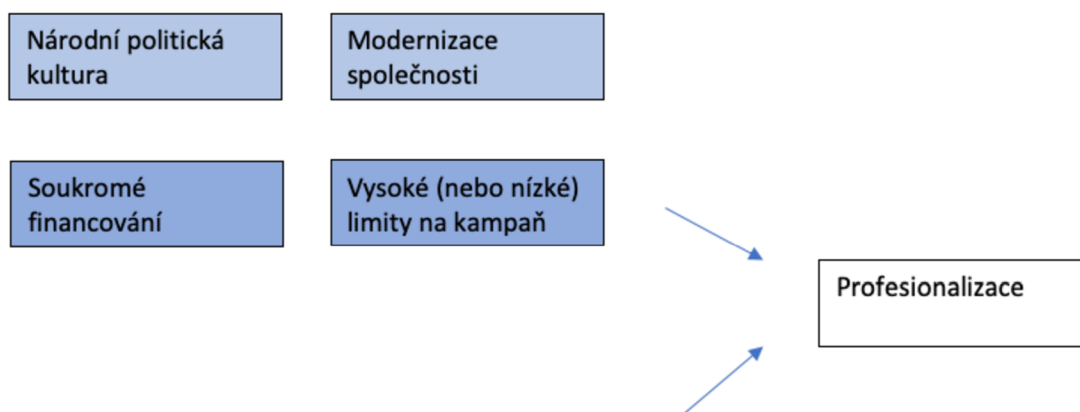 Národní politická
kultura
Modernizace
společnosti
Soukromé
financování
Vysoké (nebo nízké)
limity na kampaň
Profesionalizace